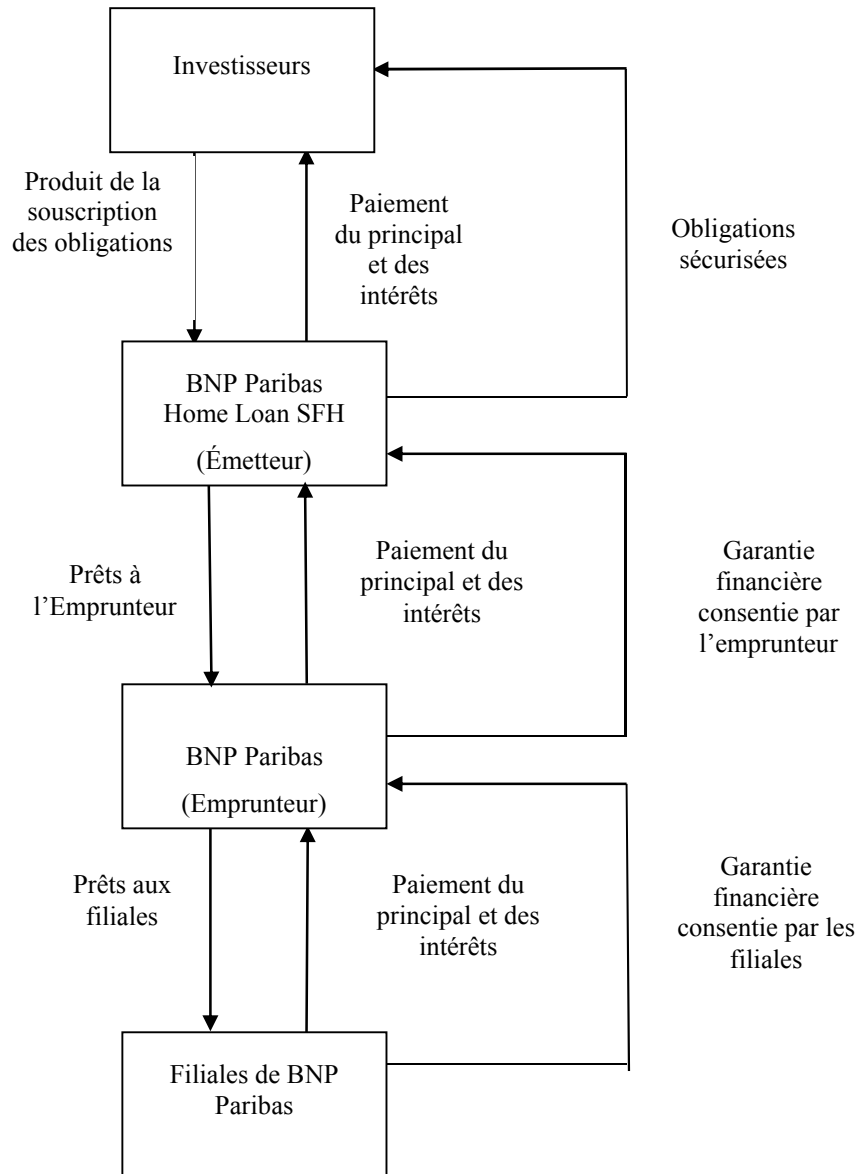 Investisseurs
Produit de la
souscription
des obligations
Paiement
du principal
et des
intérêts
Obligations
sécurisées
BNP Paribas
Home Loan SFH
(Émetteur)
Prêts à
l’Emprunteur
Paiement du
principal et des
intérêts
Garantie
financière
consentie par
l’emprunteur
BNP Paribas
(Emprunteur)
Prêts aux
filiales
Paiement du
principal et des
intérêts
Garantie
financière
consentie par les
filiales
Filiales de BNP
Paribas